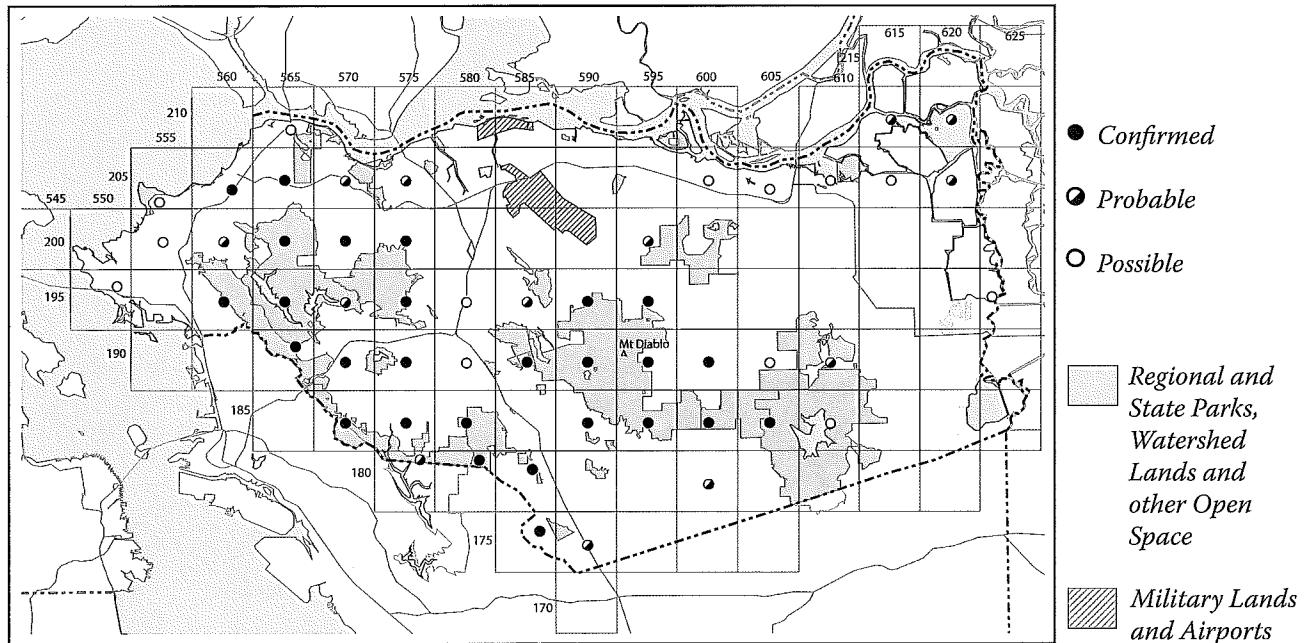 615 620 625
215
560 565 570 575 580 585 590 595 600 605 610
210
555
205
545 550
200
195
190
Mt Diablo
185
180
175
170
Confirmed
Probable
Possible
Regional and
State Parks,
Watershed
Lands and
other Open
Space
Military Lands
and Airports